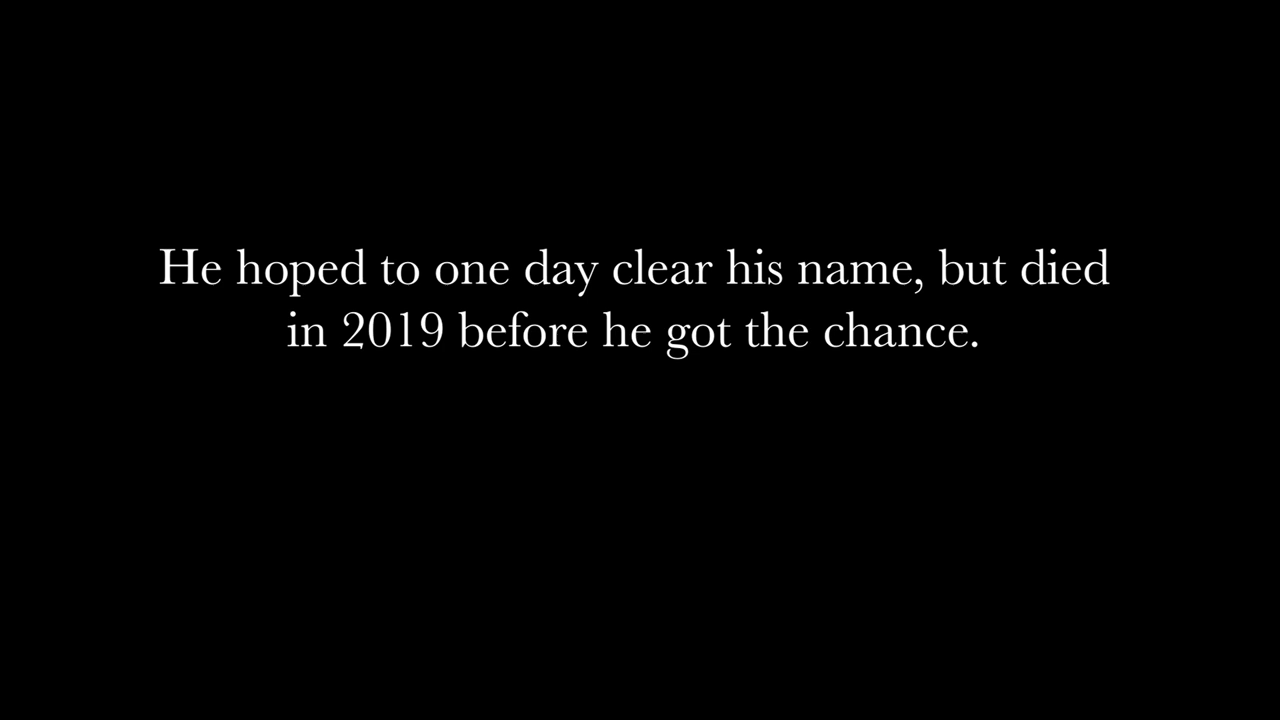 He hoped to one day clear his name, but died
in 2019 before he got the chance.